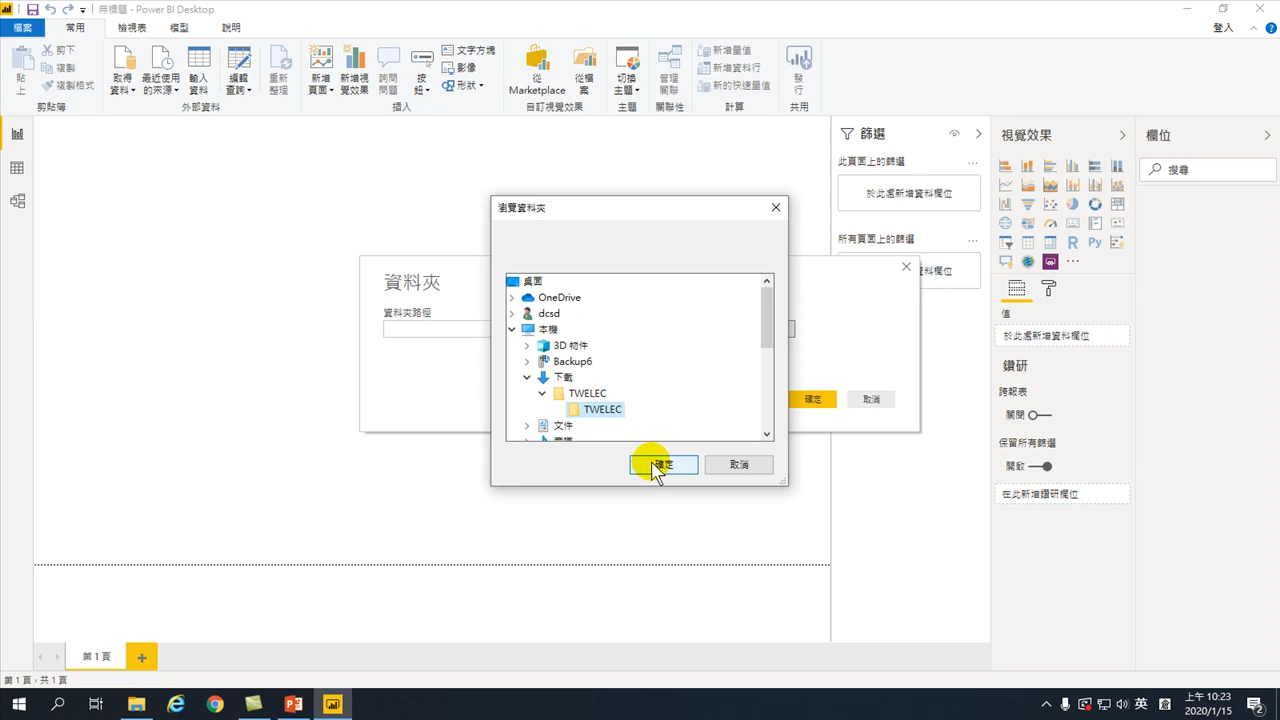 無標題 - Power BI Desktop
檔案
常用
檢視表
模型
說明
登入
貼上
剪下
複製
複製格式
剪貼簿
取得資料
最近使用的來源
輸入資料
編輯查詢
重新整理
外部資料
新增頁面
新增視覺效果
詢問問題
按鈕
文字方塊
影像
形狀
插入
從 Marketplace
從檔案
自訂視覺效果
切換主題
主題
管理關聯
關聯性
新增量值
新增資料行
新的快速量值
計算
發行
共用
篩選
此頁面上的篩選
於此處新增資料欄位
所有頁面上的篩選
料欄位
視覺效果
R
Py
值
於此處新增資料欄位
鑽研
跨報表
關閉
保留所有篩選
開啟
在此新增鑽研欄位
欄位
搜尋
資料夾
資料夾路徑
確定
取消
瀏覽資料夾
桌面
OneDrive
dcsd
本機
3D 物件
Backup6
下載
TWELEC
TWELEC
文件
確定
取消
第 1 頁
第 1 頁，共 1 頁
英
上午 10:23
2020/1/15
2